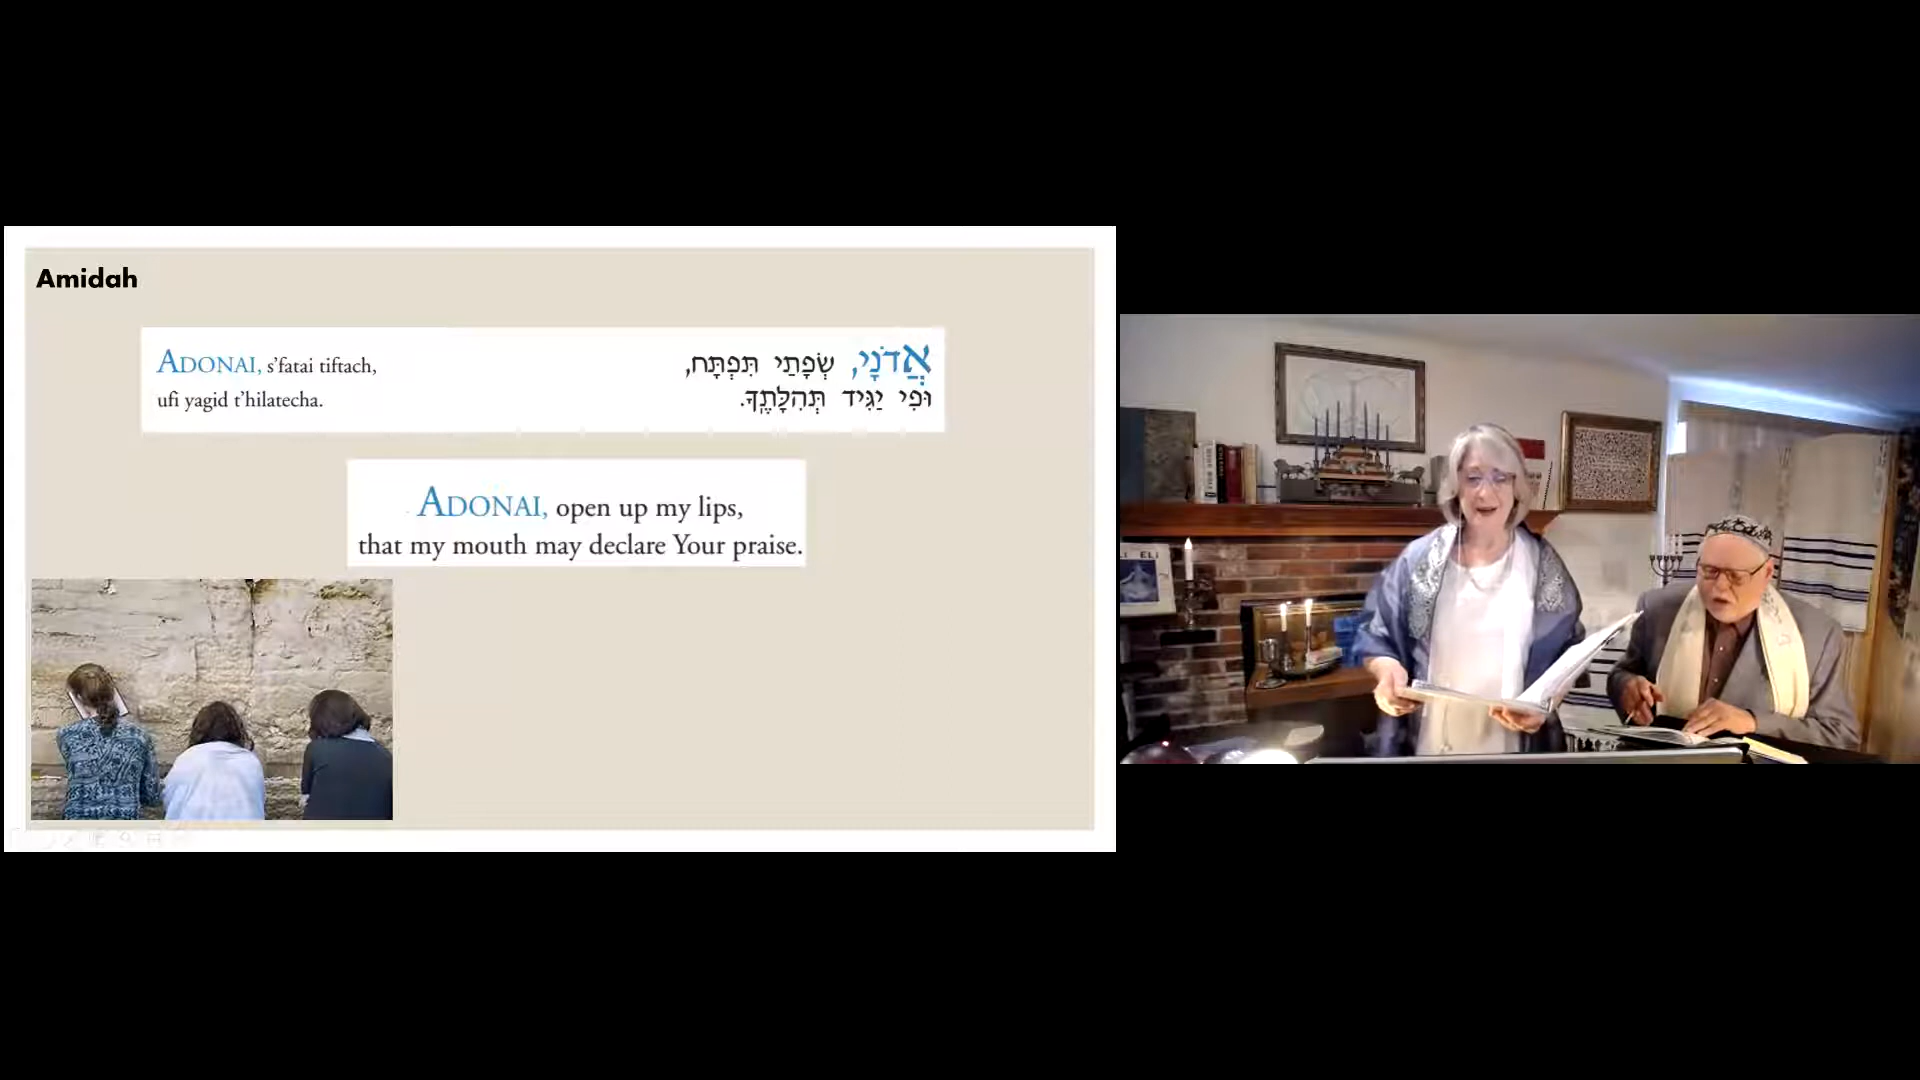 Amidah
ADONAI, s'fatai tiftach,
ufi yagid t'hilatecha.
אֲדֹנָי, שְׂפָתַי תִּפְתָּח,
וּפִי יַגִּיד תְּהִלָּתֶֽךָ.
ADONAI, open up my lips,
that my mouth may declare Your praise.
ELI